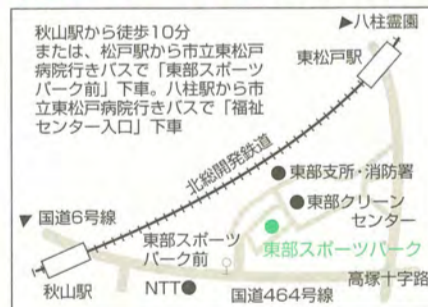 秋山駅から徒歩10分
または、松戸駅から市立東松戸
病院行きバスで「東部スポーツ
パーク前」下車。八柱駅から市
立東松戸病院行きバスで「福祉
センター入口」下車
▶八柱霊園
東松戸駅
北総開発鉄道
東部支所・消防署
東部クリーン
センター
▼国道6号線
東部スポーツ
パーク前
東部スポーツパーク
秋山駅
NTT
国道464号線
高塚十字路